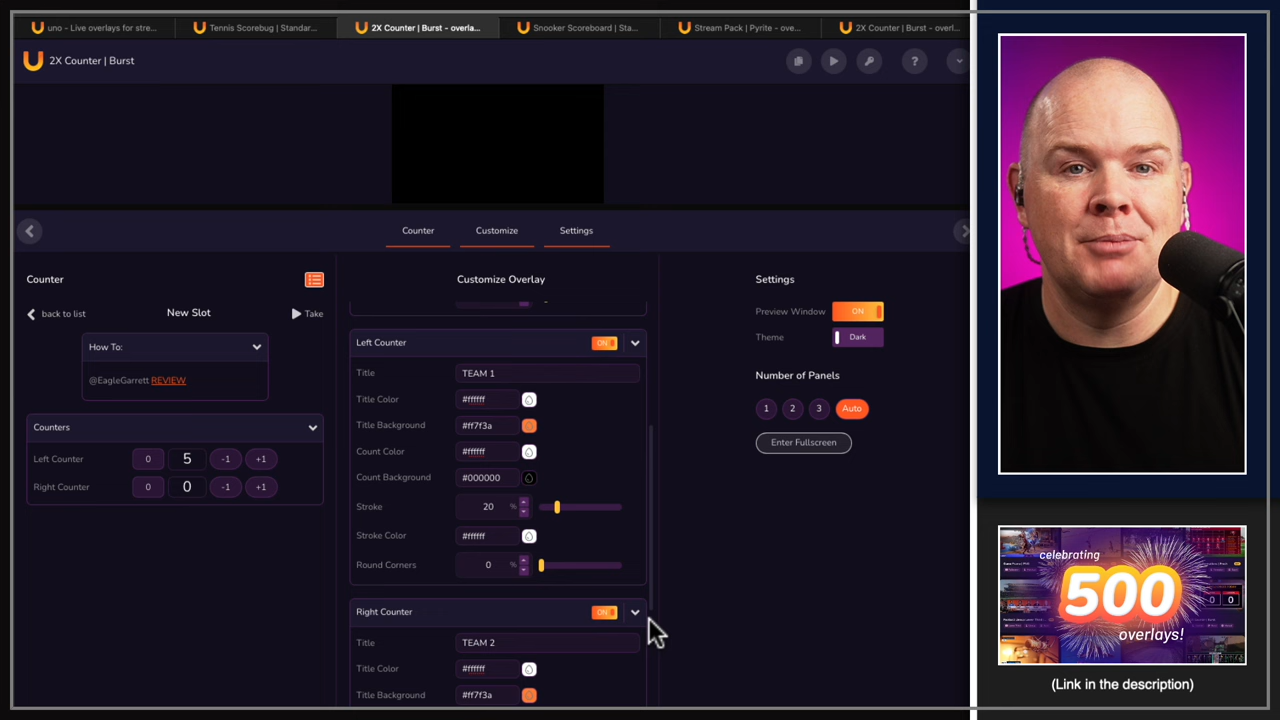 uno - Live overlays for stre...
Tennis Scorebug | Standar...
2X Counter | Burst - overla...
Snooker Scoreboard | Sta...
Stream Pack | Pyrite - ove...
2X Counter | Burst - overl...
2X Counter | Burst
?
Counter
Customize
Settings
Counter
back to list
New Slot
Take
How To:
@EagleGarrett REVIEW
Counters
Left Counter 0 5 -1 +1
Right Counter 0 0 -1 +1
Customize Overlay
Left Counter ON
Title TEAM 1
Title Color #ffffff
Title Background #ff7f3a
Count Color #ffffff
Count Background #000000
Stroke 20 %
Stroke Color #ffffff
Round Corners 0 %
Right Counter ON
Title TEAM 2
Title Color #ffffff
Title Background #ff7f3a
Settings
Preview Window ON
Theme Dark
Number of Panels
1 2 3 Auto
Enter Fullscreen
celebrating
500
overlays!
(Link in the description)